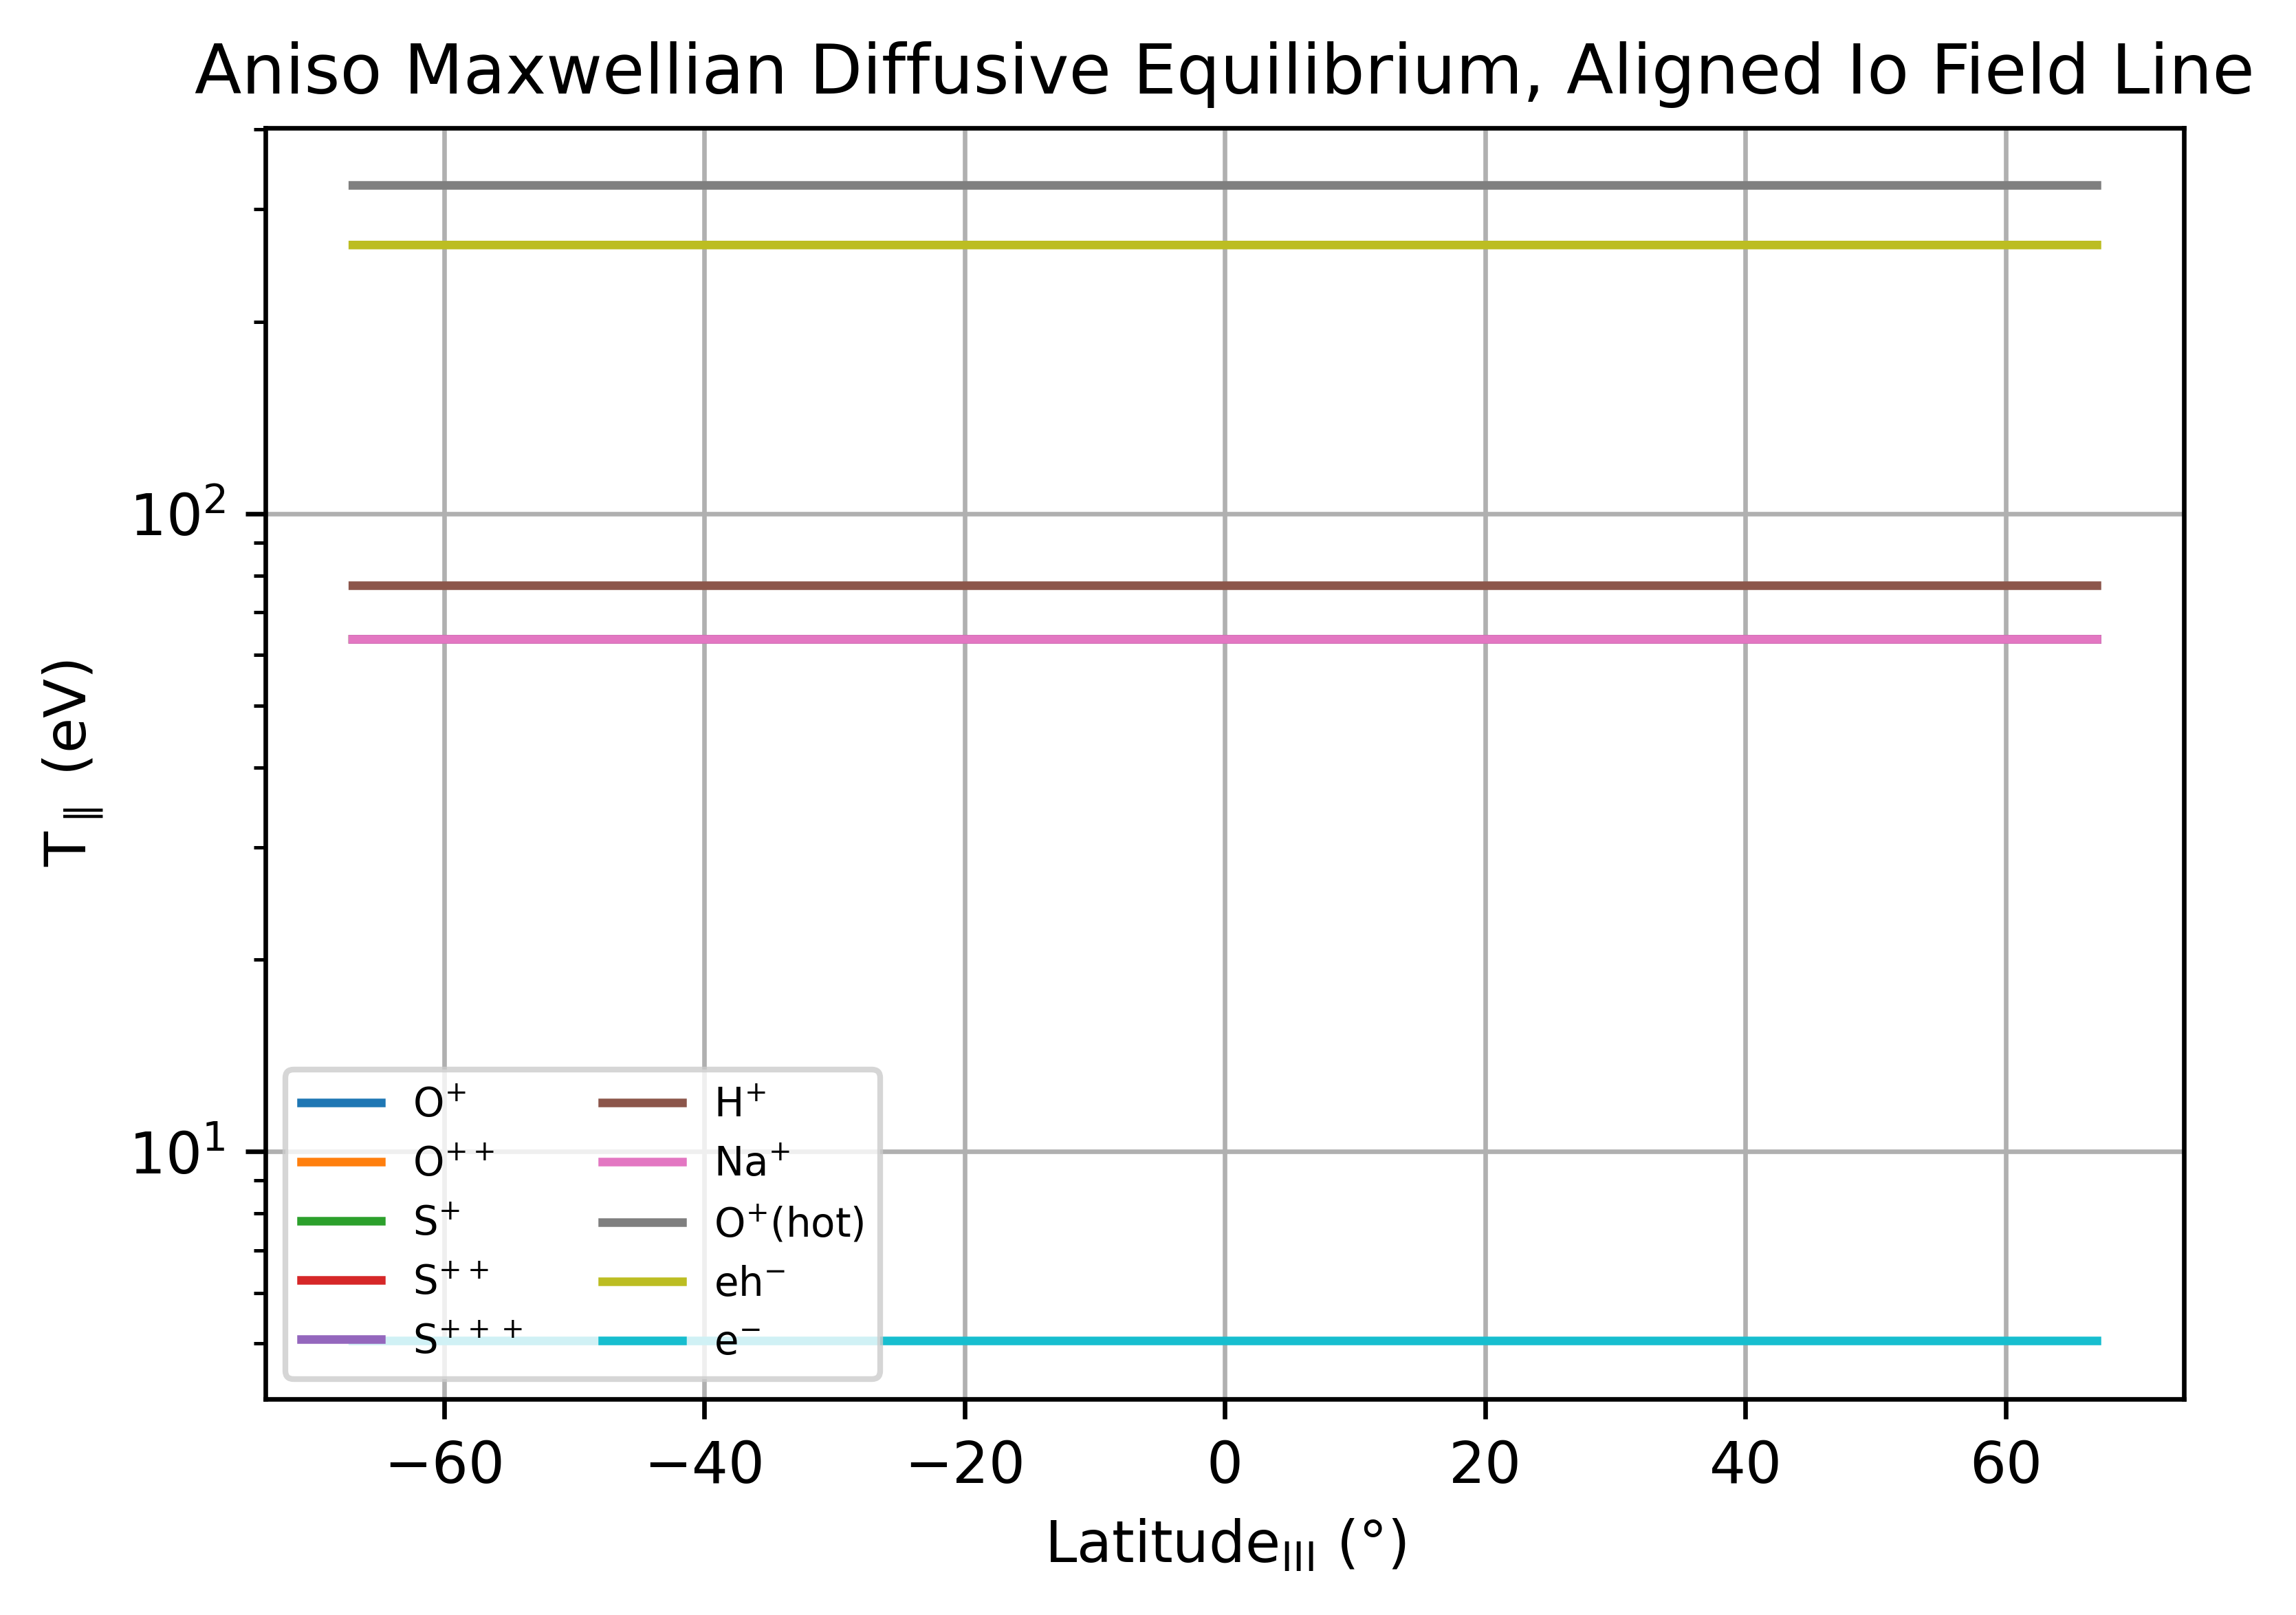 Aniso Maxwellian Diffusive Equilibrium, Aligned Io Field Line
T∥ (eV)
10²
10¹
O⁺
O⁺⁺
S⁺
S⁺⁺
S⁺⁺⁺
H⁺
Na⁺
O⁺(hot)
eh⁻
e⁻
−60 −40 −20 0 20 40 60
Latitude_III (°)